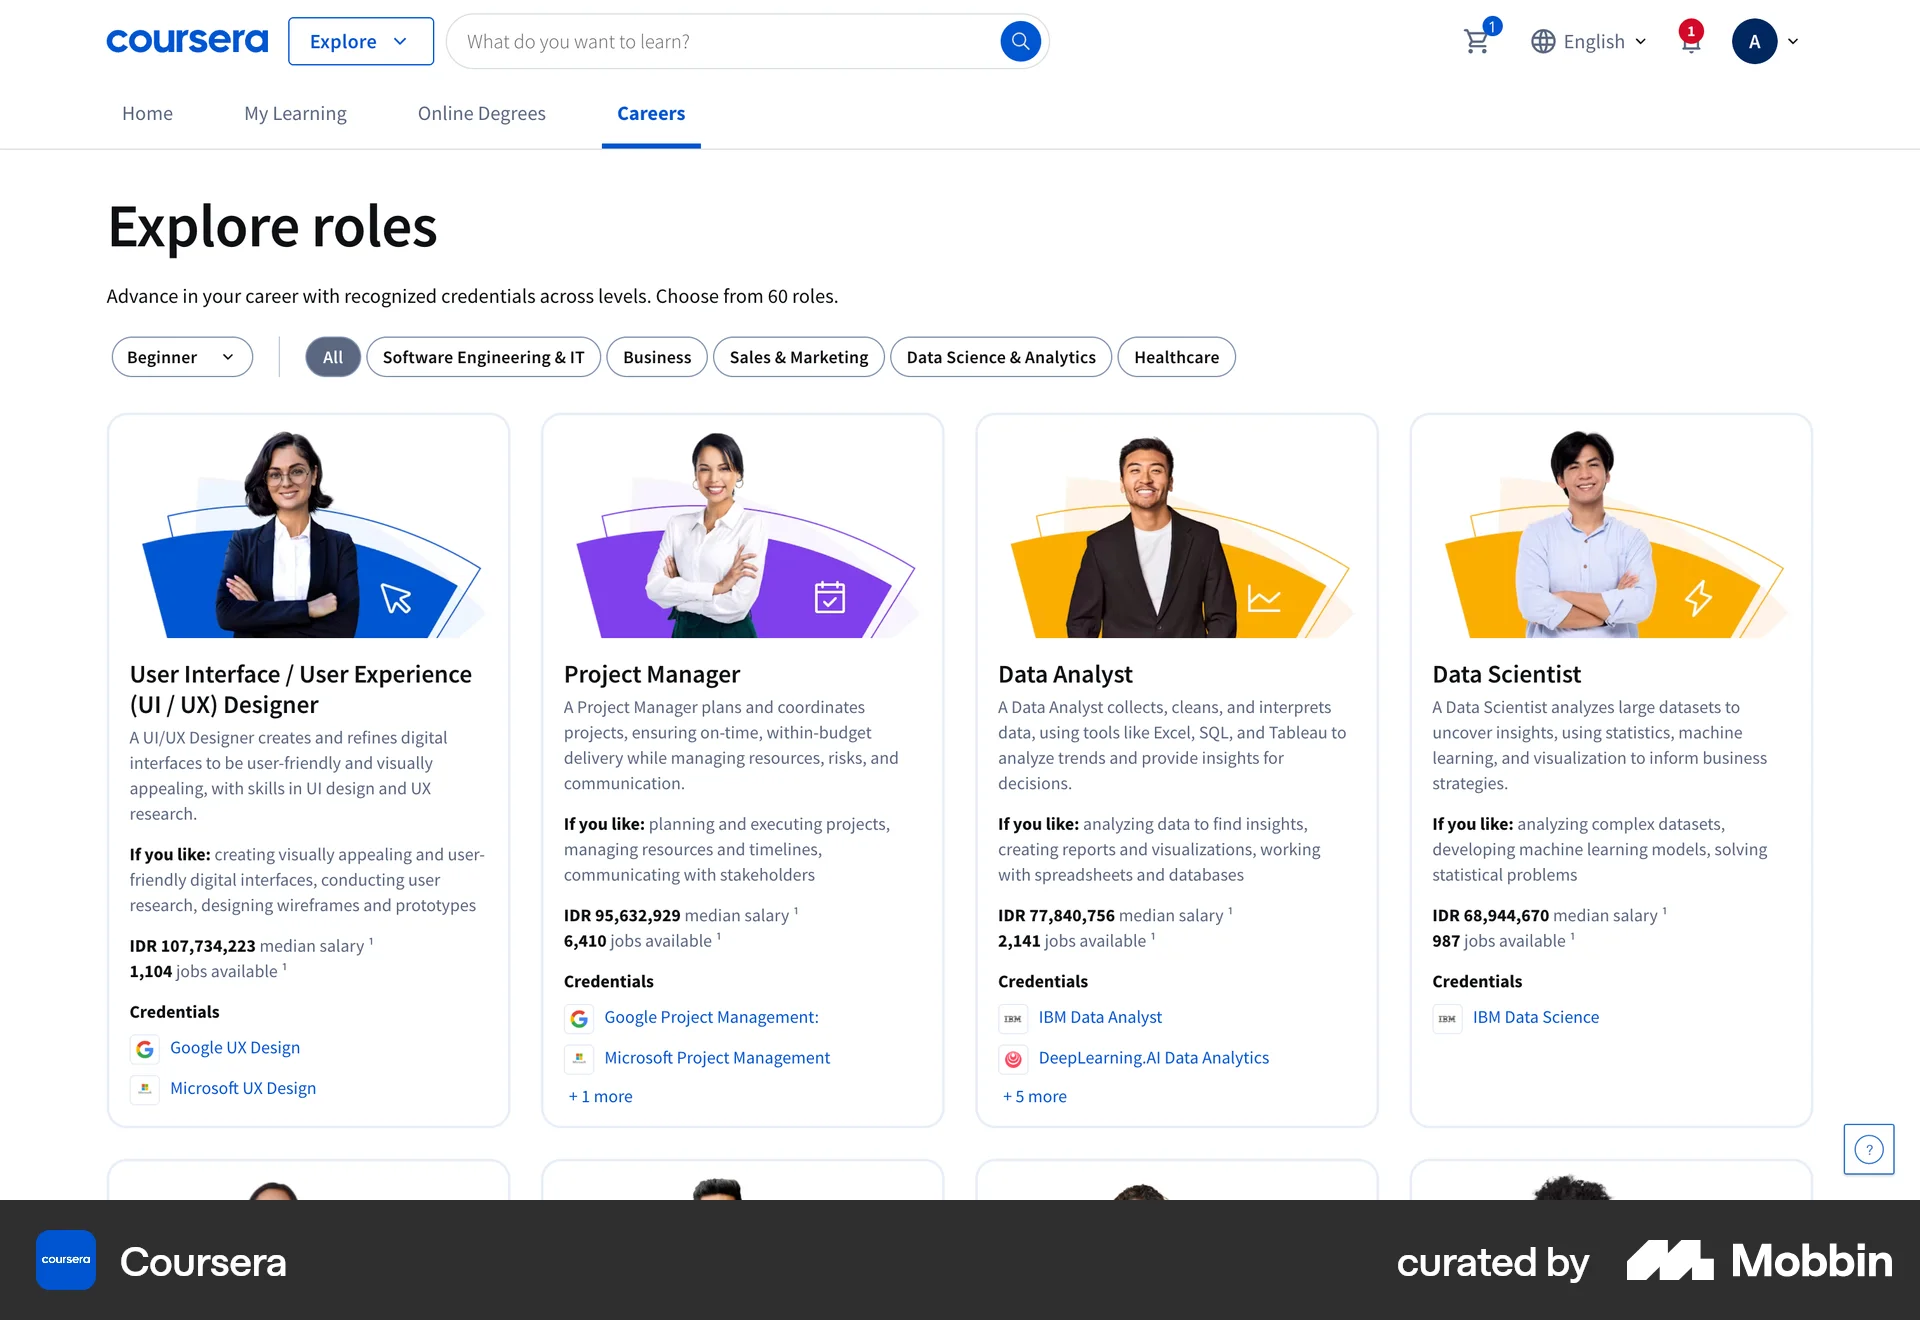 coursera
Explore
What do you want to learn?
1
English
1
A
Home
My Learning
Online Degrees
Careers
Explore roles
Advance in your career with recognized credentials across levels. Choose from 60 roles.
Beginner
All
Software Engineering & IT
Business
Sales & Marketing
Data Science & Analytics
Healthcare
User Interface / User Experience
(UI / UX) Designer
A UI/UX Designer creates and refines digital
interfaces to be user-friendly and visually
appealing, with skills in UI design and UX
research.
If you like: creating visually appealing and user-
friendly digital interfaces, conducting user
research, designing wireframes and prototypes
IDR 107,734,223 median salary ¹
1,104 jobs available ¹
Credentials
Google UX Design
Microsoft UX Design
Project Manager
A Project Manager plans and coordinates
projects, ensuring on-time, within-budget
delivery while managing resources, risks, and
communication.
If you like: planning and executing projects,
managing resources and timelines,
communicating with stakeholders
IDR 95,632,929 median salary ¹
6,410 jobs available ¹
Credentials
Google Project Management:
Microsoft Project Management
+ 1 more
Data Analyst
A Data Analyst collects, cleans, and interprets
data, using tools like Excel, SQL, and Tableau to
analyze trends and provide insights for
decisions.
If you like: analyzing data to find insights,
creating reports and visualizations, working
with spreadsheets and databases
IDR 77,840,756 median salary ¹
2,141 jobs available ¹
Credentials
IBM
IBM Data Analyst
DeepLearning.AI Data Analytics
+ 5 more
Data Scientist
A Data Scientist analyzes large datasets to
uncover insights, using statistics, machine
learning, and visualization to inform business
strategies.
If you like: analyzing complex datasets,
developing machine learning models, solving
statistical problems
IDR 68,944,670 median salary ¹
987 jobs available ¹
Credentials
IBM
IBM Data Science
?
coursera
Coursera
curated by
Mobbin